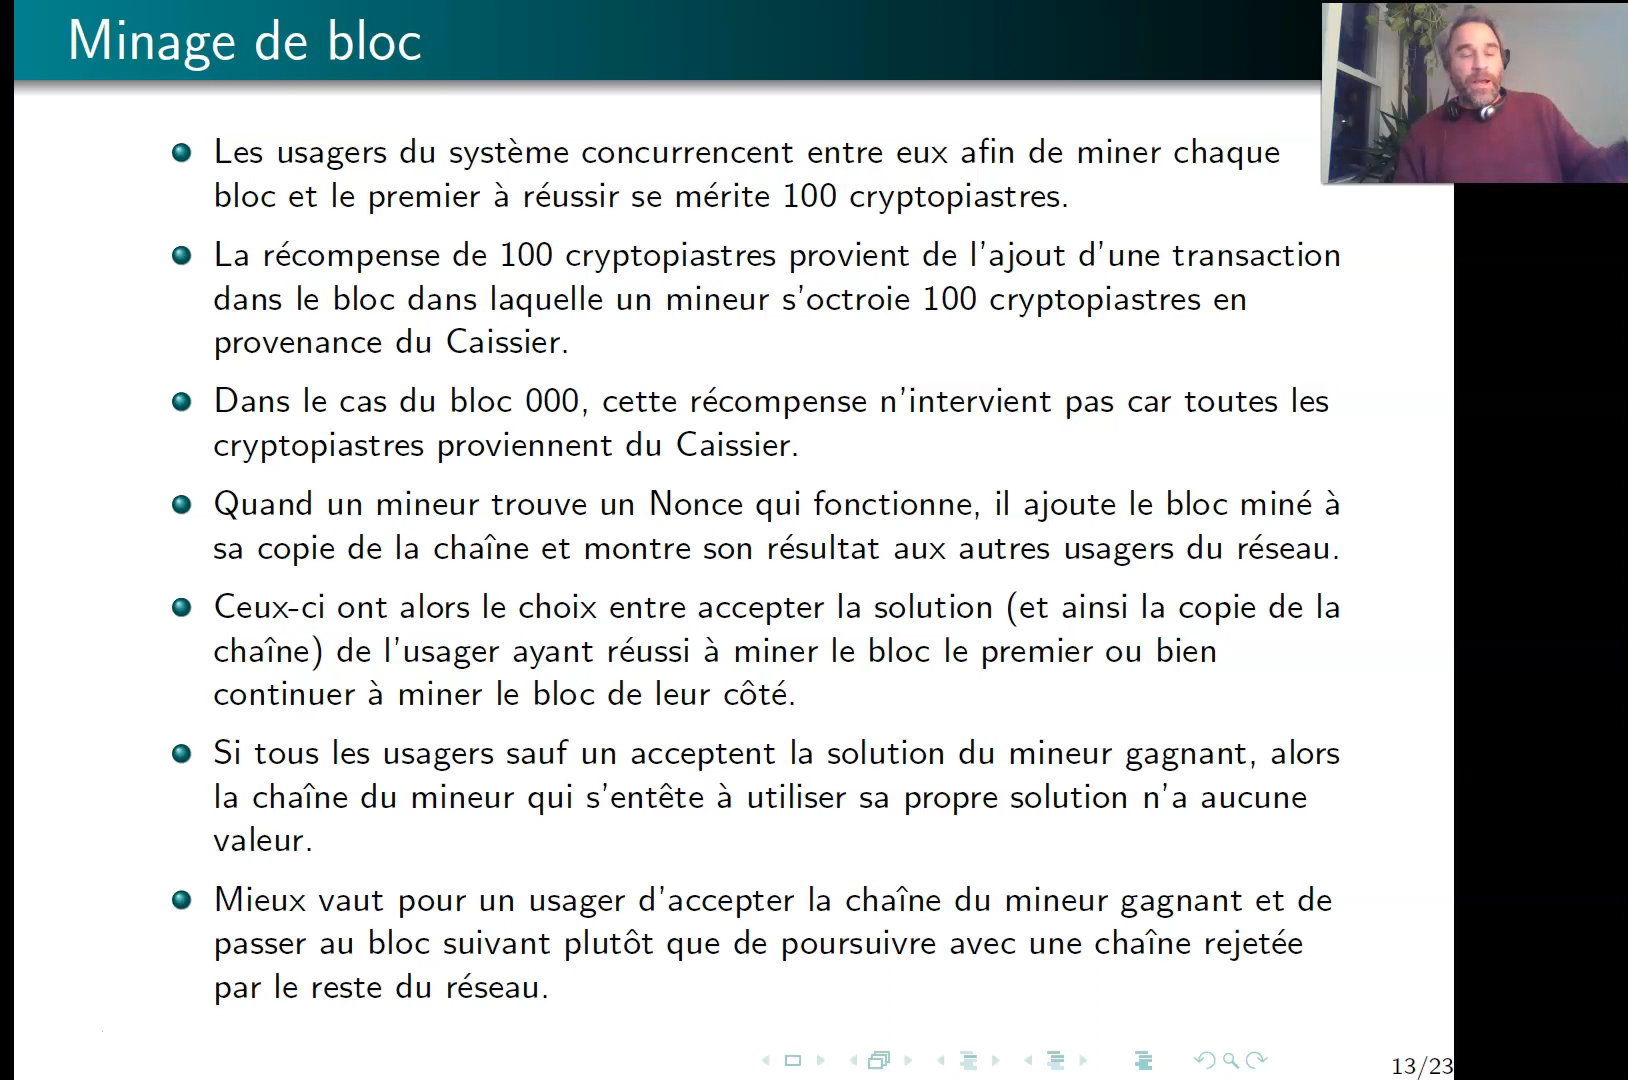 Minage de bloc
Les usagers du système concurrencent entre eux afin de miner chaque
bloc et le premier à réussir se mérite 100 cryptopiastres.
La récompense de 100 cryptopiastres provient de l'ajout d'une transaction
dans le bloc dans laquelle un mineur s'octroie 100 cryptopiastres en
provenance du Caissier.
Dans le cas du bloc 000, cette récompense n'intervient pas car toutes les
cryptopiastres proviennent du Caissier.
Quand un mineur trouve un Nonce qui fonctionne, il ajoute le bloc miné à
sa copie de la chaîne et montre son résultat aux autres usagers du réseau.
Ceux-ci ont alors le choix entre accepter la solution (et ainsi la copie de la
chaîne) de l'usager ayant réussi à miner le bloc le premier ou bien
continuer à miner le bloc de leur côté.
Si tous les usagers sauf un acceptent la solution du mineur gagnant, alors
la chaîne du mineur qui s'entête à utiliser sa propre solution n'a aucune
valeur.
Mieux vaut pour un usager d'accepter la chaîne du mineur gagnant et de
passer au bloc suivant plutôt que de poursuivre avec une chaîne rejetée
par le reste du réseau.
13/23